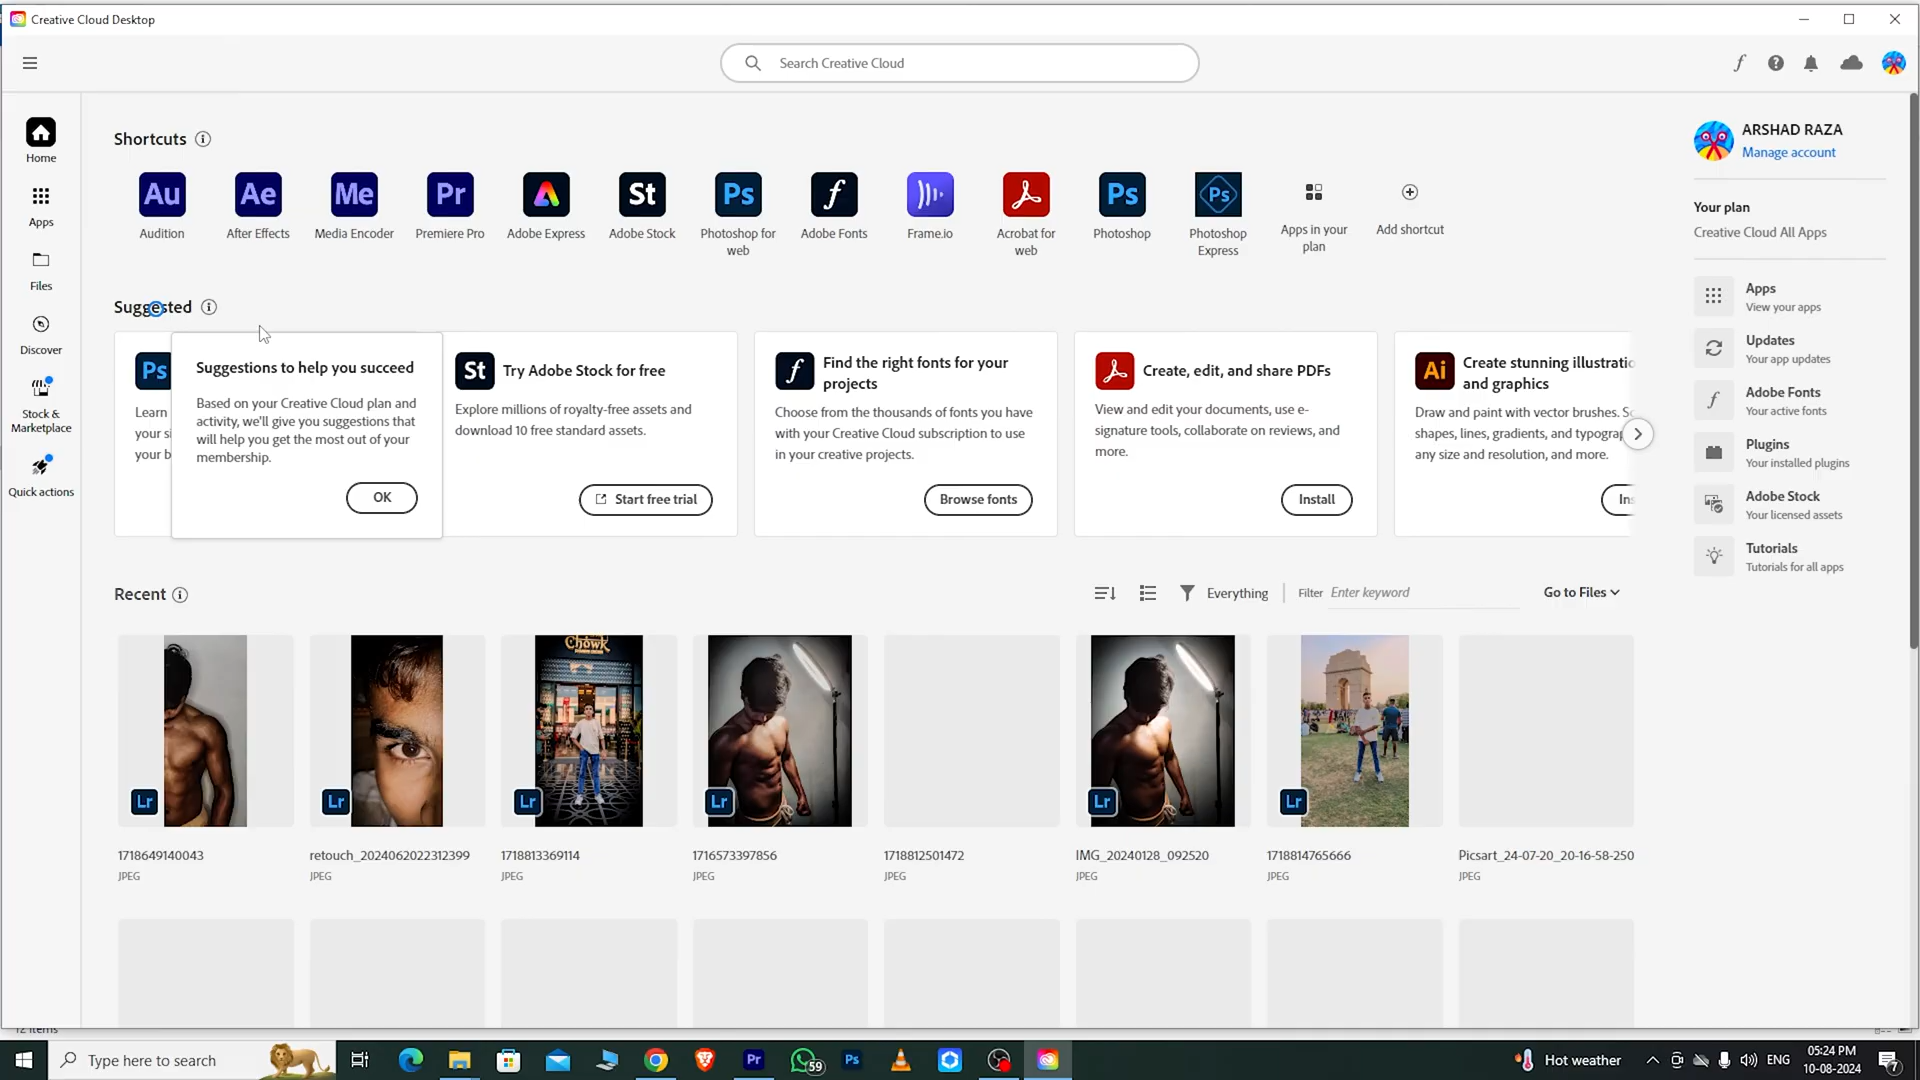 Creative Cloud Desktop
Search Creative Cloud
Home
Apps
Files
Discover
Stock &
Marketplace
Quick actions
Shortcuts
Au
Ae
Me
Pr
St
Ps
f
Ps
Ps
Audition
After Effects
Media Encoder
Premiere Pro
Adobe Express
Adobe Stock
Photoshop for
web
Adobe Fonts
Frame.io
Acrobat for
web
Photoshop
Photoshop
Express
Apps in your
plan
Add shortcut
Suggested
Ps
Learn
your si
your b
Suggestions to help you succeed
Based on your Creative Cloud plan and
activity, we'll give you suggestions that
will help you get the most out of your
membership.
OK
St
Try Adobe Stock for free
Explore millions of royalty-free assets and
download 10 free standard assets.
Start free trial
f
Find the right fonts for your
projects
Choose from the thousands of fonts you have
with your Creative Cloud subscription to use
in your creative projects.
Browse fonts
Create, edit, and share PDFs
View and edit your documents, use e-
signature tools, collaborate on reviews, and
more.
Install
Ai
Create stunning illustratio
and graphics
Draw and paint with vector brushes.
shapes, lines, gradients, and typogra
any size and resolution, and more.
Ins
ARSHAD RAZA
Manage account
Your plan
Creative Cloud All Apps
Apps
View your apps
Updates
Your app updates
Adobe Fonts
Your active fonts
Plugins
Your installed plugins
Adobe Stock
Your licensed assets
Tutorials
Tutorials for all apps
Recent
Everything
Filter
Enter keyword
Go to Files
Chowk
Lr
Lr
Lr
Lr
Lr
Lr
1718649140043
JPEG
retouch_2024062022312399
JPEG
1718813369114
JPEG
1716573397856
JPEG
1718812501472
JPEG
IMG_20240128_092520
JPEG
1718814765666
JPEG
Picsart_24-07-20_20-16-58-250
JPEG
12 items
Type here to search
Pr
59
Ps
Hot weather
ENG
05:24 PM
10-08-2024
7